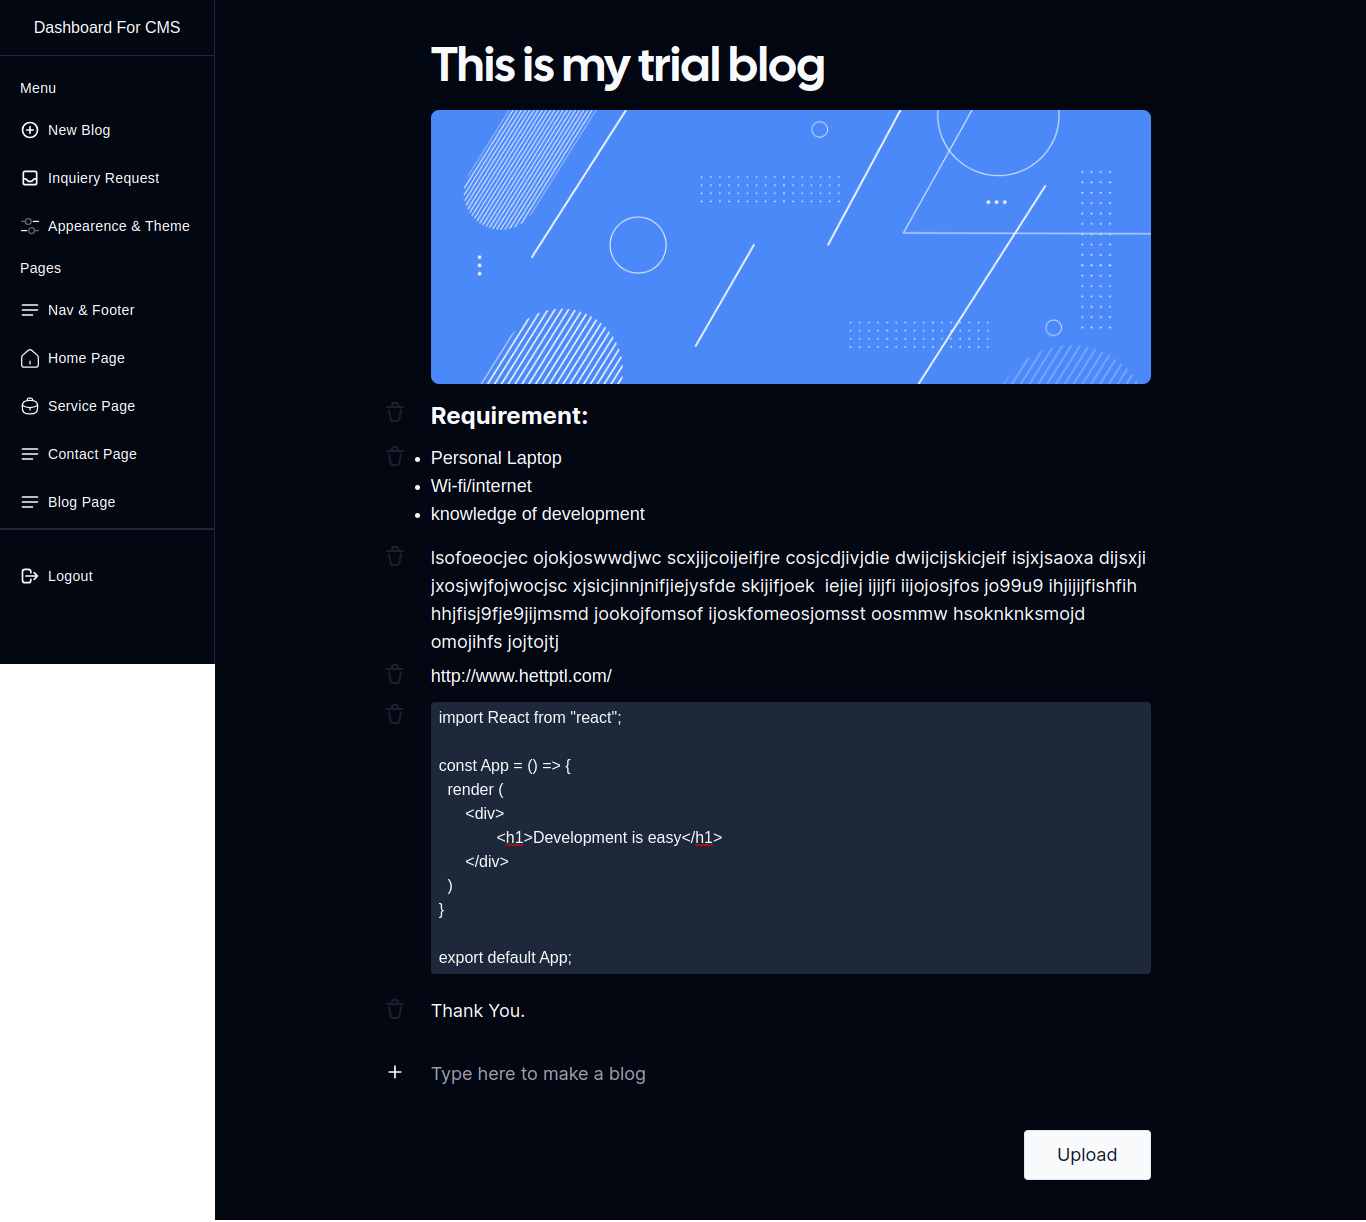 Dashboard For CMS
Menu
New Blog
Inquiery Request
Appearence & Theme
Pages
Nav & Footer
Home Page
Service Page
Contact Page
Blog Page
Logout
This is my trial blog
Requirement:
Personal Laptop
Wi-fi/internet
knowledge of development
lsofoeocjec ojokjoswwdjwc scxjijcoijeifjre cosjcdjivjdie dwijcijskicjeif isjxjsaoxa dijsxji
jxosjwjfojwocjsc xjsicjinnjnifjiejysfde skijifjoek  iejiej ijijfi iijojosjfos jo99u9 ihjijijfishfih
hhjfisj9fje9jijmsmd jookojfomsof ijoskfomeosjomsst oosmmw hsoknknksmojd
omojihfs jojtojtj
http://www.hettptl.com/
import React from "react";
const App = () => {
render (
<div>
<h1>Development is easy</h1>
</div>
)
}
export default App;
Thank You.
Type here to make a blog
Upload